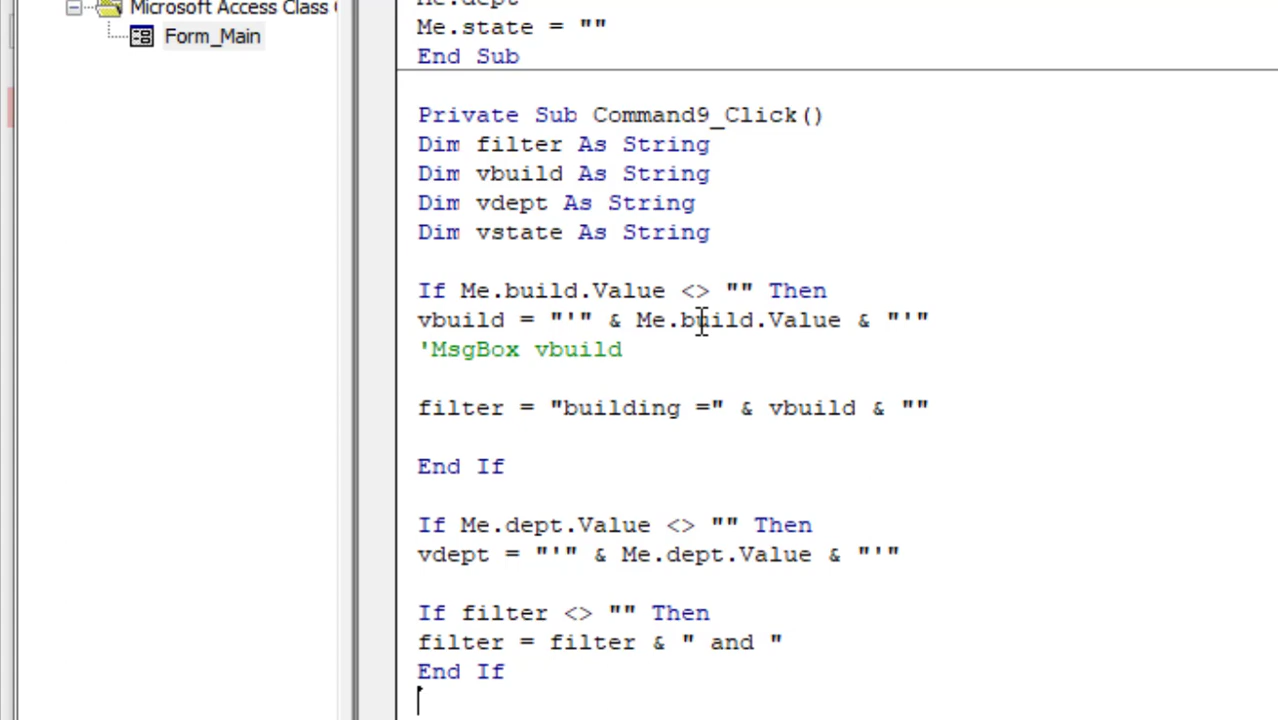 Microsoft Access Class
Form_Main
Me.dept
Me.state = ""
End Sub
Private Sub Command9_Click()
Dim filter As String
Dim vbuild As String
Dim vdept As String
Dim vstate As String
If Me.build.Value <> "" Then
vbuild = "'" & Me.build.Value & "'"
'MsgBox vbuild
filter = "building =" & vbuild & ""
End If
If Me.dept.Value <> "" Then
vdept = "'" & Me.dept.Value & "'"
If filter <> "" Then
filter = filter & " and "
End If